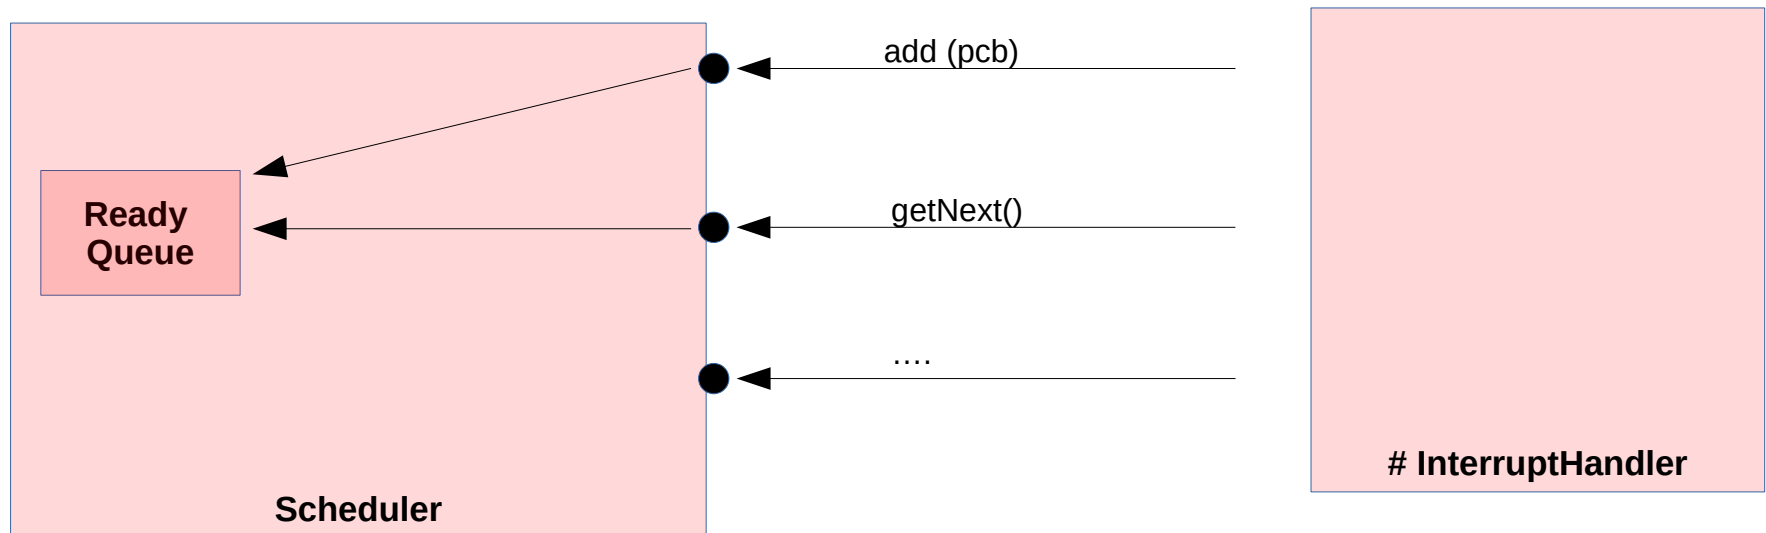 add (pcb)
Ready
Queue
getNext()
....
# InterruptHandler
Scheduler